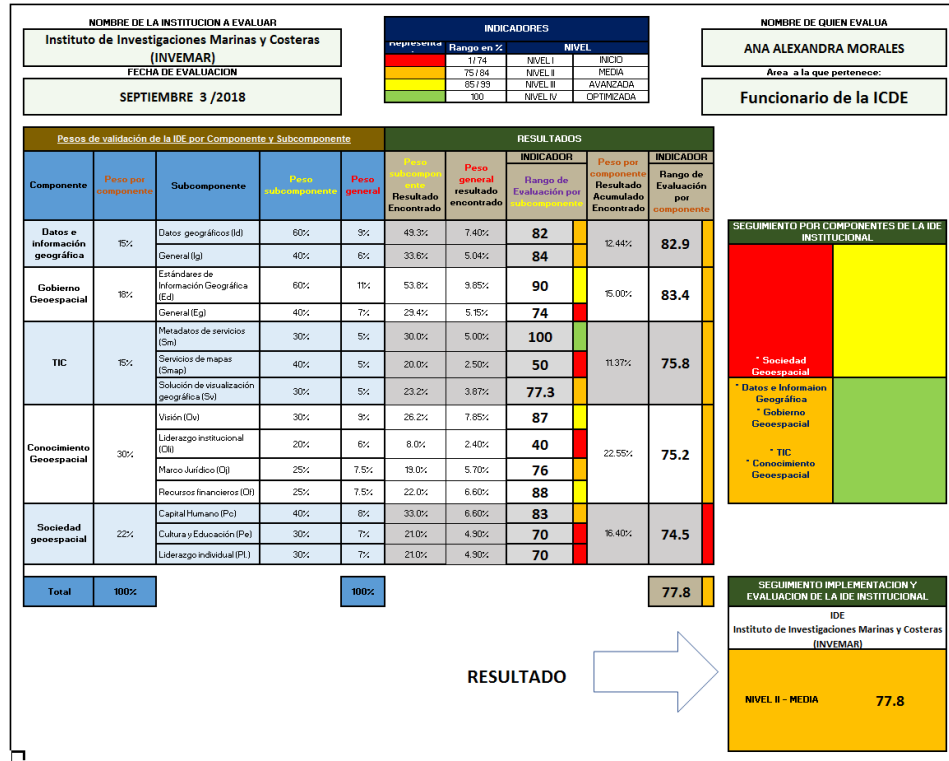 NOMBRE DE LA INSTITUCION A EVALUAR
Instituto de Investigaciones Marinas y Costeras
(INVEMAR)
FECHA DE EVALUACION
SEPTIEMBRE 3 /2018
INDICADORES
Rango en % NIVEL
1/74 NIVEL I INICIO
75/84 NIVEL II MEDIA
85/99 NIVEL III AVANZADA
100 NIVEL IV OPTIMIZADA
NOMBRE DE QUIEN EVALUA
ANA ALEXANDRA MORALES
Area a la que pertenece:
Funcionario de la ICDE
Pesos de validación de la IDE por Componente y Subcomponente
RESULTADOS
Componente
Peso por
componente
Subcomponente
Peso
subcomponente
Peso
general
Peso
subcompon
ente
Resultado
Encontrado
Peso
general
resultado
encontrado
INDICADOR
Rango de
Evaluación por
subcomponente
Peso por
componente
Resultado
Acumulado
Encontrado
INDICADOR
Rango de
Evaluación
por
componente
Datos e
información
geográfica
15%
Datos geográficos (Id) 60% 9% 49.3% 7.40% 82
General (Ig) 40% 6% 33.6% 5.04% 84
12.44% 82.9
Gobierno
Geoespacial
18%
Estándares de
Información Geográfica
(Ed)
60% 11% 53.8% 9.85% 90
General (Eg) 40% 7% 29.4% 5.15% 74
15.00% 83.4
TIC
15%
Metadatos de servicios
(Sm)
30% 5% 30.0% 5.00% 100
Servicios de mapas
(Smap)
40% 5% 20.0% 2.50% 50
Solución de visualización
geográfica (Sv)
30% 5% 23.2% 3.87% 77.3
11.37% 75.8
Conocimiento
Geoespacial
30%
Visión (Ov) 30% 9% 26.2% 7.85% 87
Liderazgo institucional
(Oli)
20% 6% 8.0% 2.40% 40
Marco Jurídico (Oj) 25% 7.5% 19.0% 5.70% 76
Recursos financieros (Of) 25% 7.5% 22.0% 6.60% 88
22.55% 75.2
Sociedad
geoespacial
22%
Capital Humano (Pc) 40% 8% 33.0% 6.60% 83
Cultura y Educación (Pe) 30% 7% 21.0% 4.90% 70
Liderazgo individual (Pl.) 30% 7% 21.0% 4.90% 70
16.40% 74.5
Total 100% 100% 77.8
SEGUIMIENTO POR COMPONENTES DE LA IDE
INSTITUCIONAL
* Sociedad
Geoespacial
* Datos e Informaion
Geográfica
* Gobierno
Geoespacial
* TIC
* Conocimiento
Geoespacial
SEGUIMIENTO IMPLEMENTACION Y
EVALUACION DE LA IDE INSTITUCIONAL
IDE
Instituto de Investigaciones Marinas y Costeras
(INVEMAR)
RESULTADO
NIVEL II - MEDIA 77.8